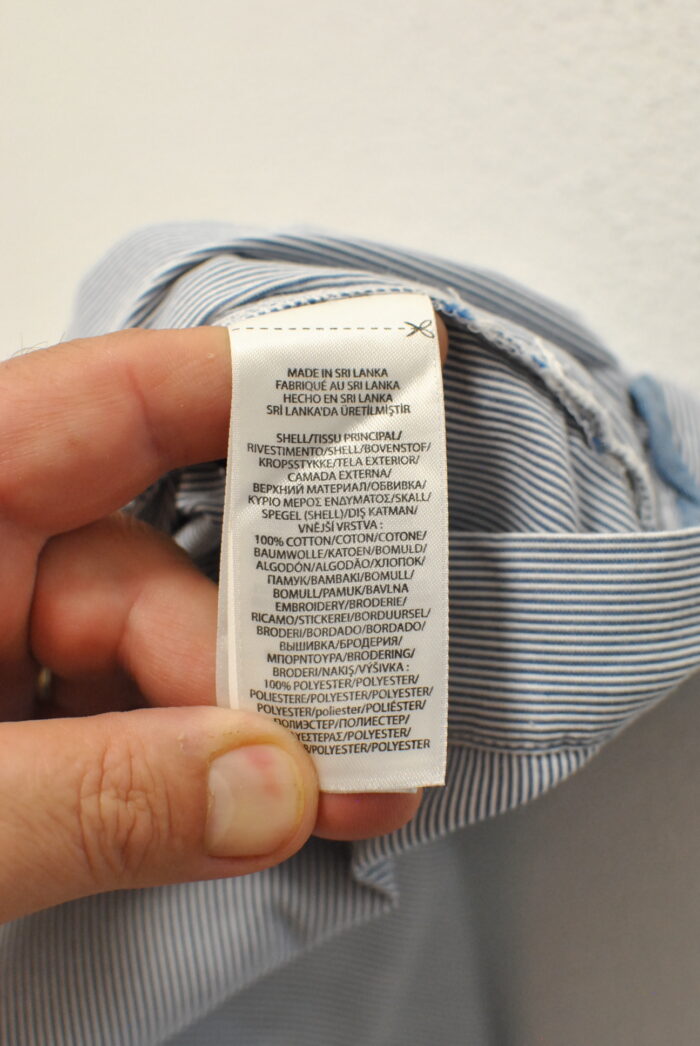 MADE IN SRI LANKA
FABRIQUÉ AU SRI LANKA
HECHO EN SRI LANKA
SRİ LANKA'DA ÜRETİLMİŞTİR
SHELL/TISSU PRINCIPAL/
RIVESTIMENTO/SHELL/BOVENSTOF/
KROPSSTYKKE/TELA EXTERIOR/
CAMADA EXTERNA/
ВЕРХНИЙ МАТЕРИАЛ/ОБВИВКА/
ΚΥΡΙΟ ΜΕΡΟΣ ΕΝΔΥΜΑΤΟΣ/SKALL/
SPEGEL (SHELL)/DIŞ KATMAN/
VNĚJŠÍ VRSTVA :
100% COTTON/COTON/COTONE/
BAUMWOLLE/KATOEN/BOMULD/
ALGODÓN/ALGODÃO/ХЛОПОК/
ПАМУК/ΒΑΜΒΑΚΙ/BOMULL/
BOMULL/PAMUK/BAVLNA
EMBROIDERY/BRODERIE/
RICAMO/STICKEREI/BORDUURSEL/
BRODERI/BORDADO/BORDADO/
ВЫШИВКА/БРОДЕРИЯ/
ΜΠΟΡΝΤΟΥΡΑ/BRODERING/
BRODERI/NAKIŞ/VÝŠIVKA :
100% POLYESTER/POLYESTER/
POLIESTERE/POLYESTER/POLYESTER/
POLYESTER/poliester/POLIÉSTER/
ПОЛИЭСТЕР/ПОЛИЕСТЕР/
/POLYESTER/
/POLYESTER/POLYESTER